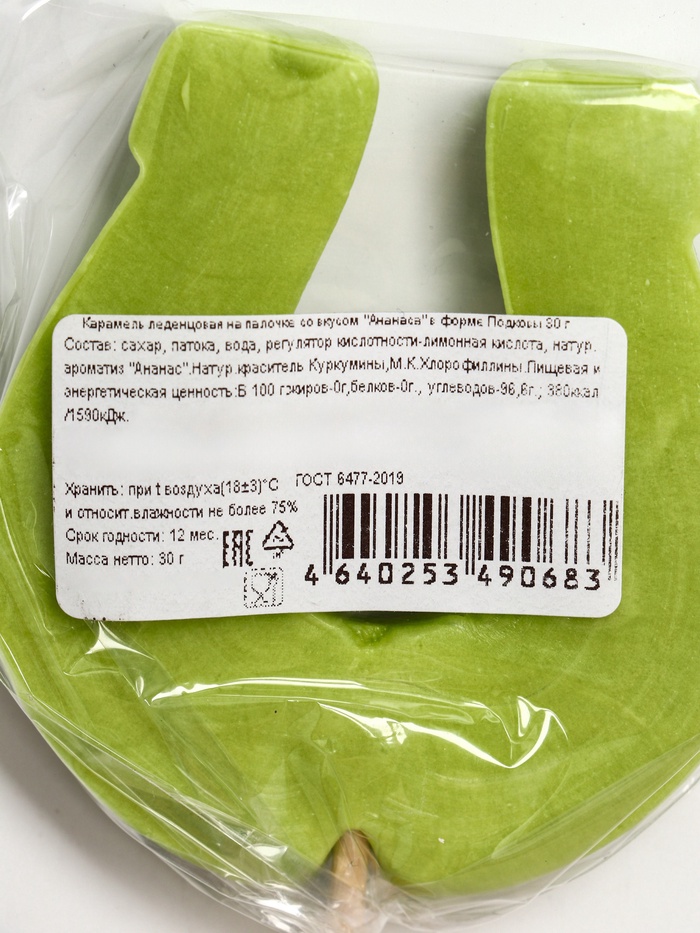 Карамель леденцовая на палочке со вкусом "Ананаса" в форме Подковы 30 г
Состав: сахар, патока, вода, регулятор кислотности-лимонная кислота, натур.
ароматиз "Ананас".Натур.краситель Куркумины,М.К.Хлорофиллины.Пищевая и
энергетическая ценность:Б 100 г:жиров-0г,белков-0г., углеводов-96,6г.; 380ккал
/1590кДж.
Хранить: при t воздуха(18±3)°С ГОСТ 6477-2019
и относит.влажности не более 75%
Срок годности: 12 мес. ЕАС
Масса нетто: 30 г
4 640253 490683